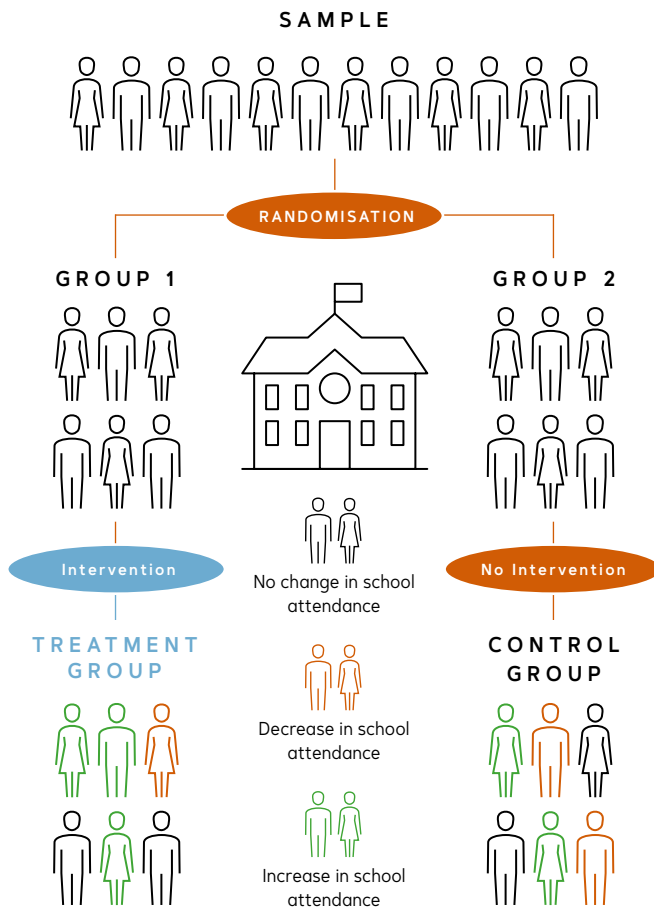 SAMPLE
RANDOMISATION
GROUP 1
GROUP 2
Intervention
No Intervention
No change in school
attendance
TREATMENT
GROUP
CONTROL
GROUP
Decrease in school
attendance
Increase in school
attendance